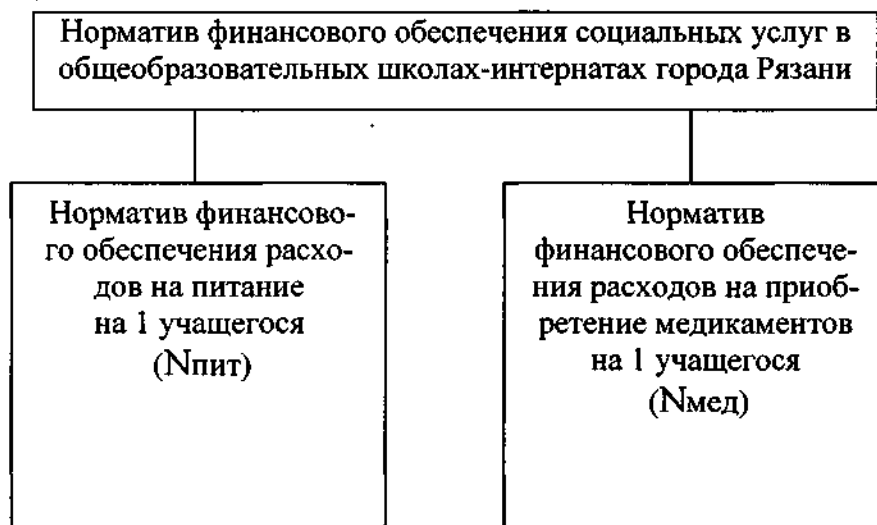 Норматив финансового обеспечения социальных услуг в
общеобразовательных школах-интернатах города Рязани
Норматив финансово-
го обеспечения расхо-
дов на питание
на 1 учащегося
(Nпит)
Норматив
финансового обеспече-
ния расходов на приоб-
ретение медикаментов
на 1 учащегося
(Nмед)